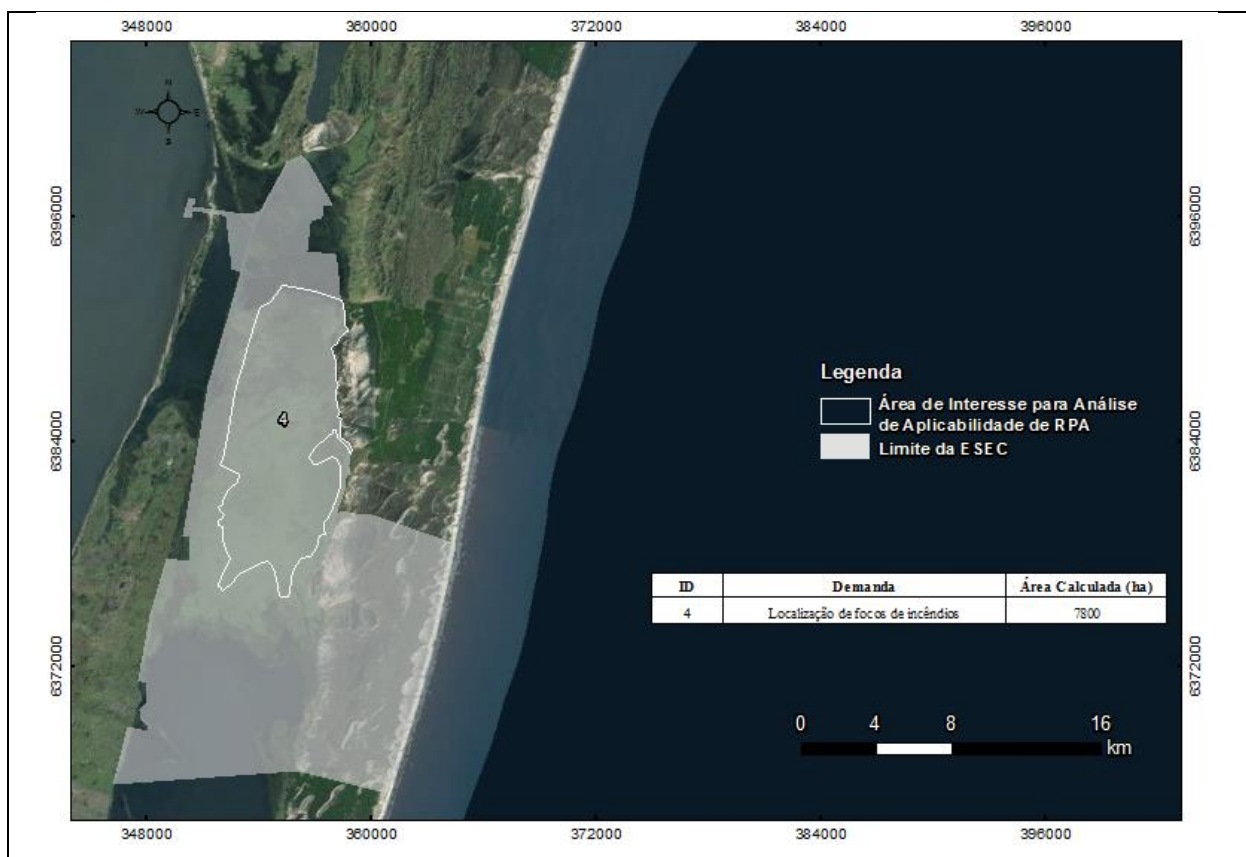 348000 360000 372000 384000 396000
N
W E
S
6396000 6396000
Legenda
Área de Interesse para Análise
de Aplicabilidade de RPA
Limite da ESEC
4
6384000 6384000
ID Demanda Área Calculada (ha)
4 Localização de focos de incêndios 7800
6372000 6372000
0 4 8 16
km
348000 360000 372000 384000 396000